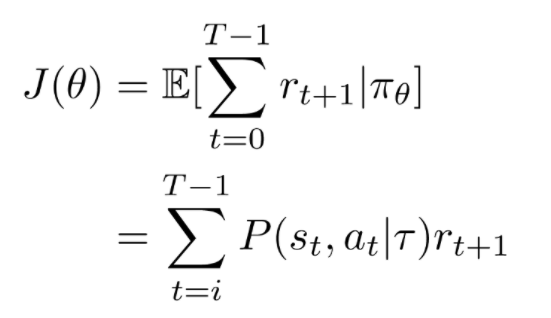 J(θ) = 𝔼[∑_{t=0}^{T−1} r_{t+1}|π_θ]
= ∑_{t=i}^{T−1} P(s_t, a_t|τ)r_{t+1}